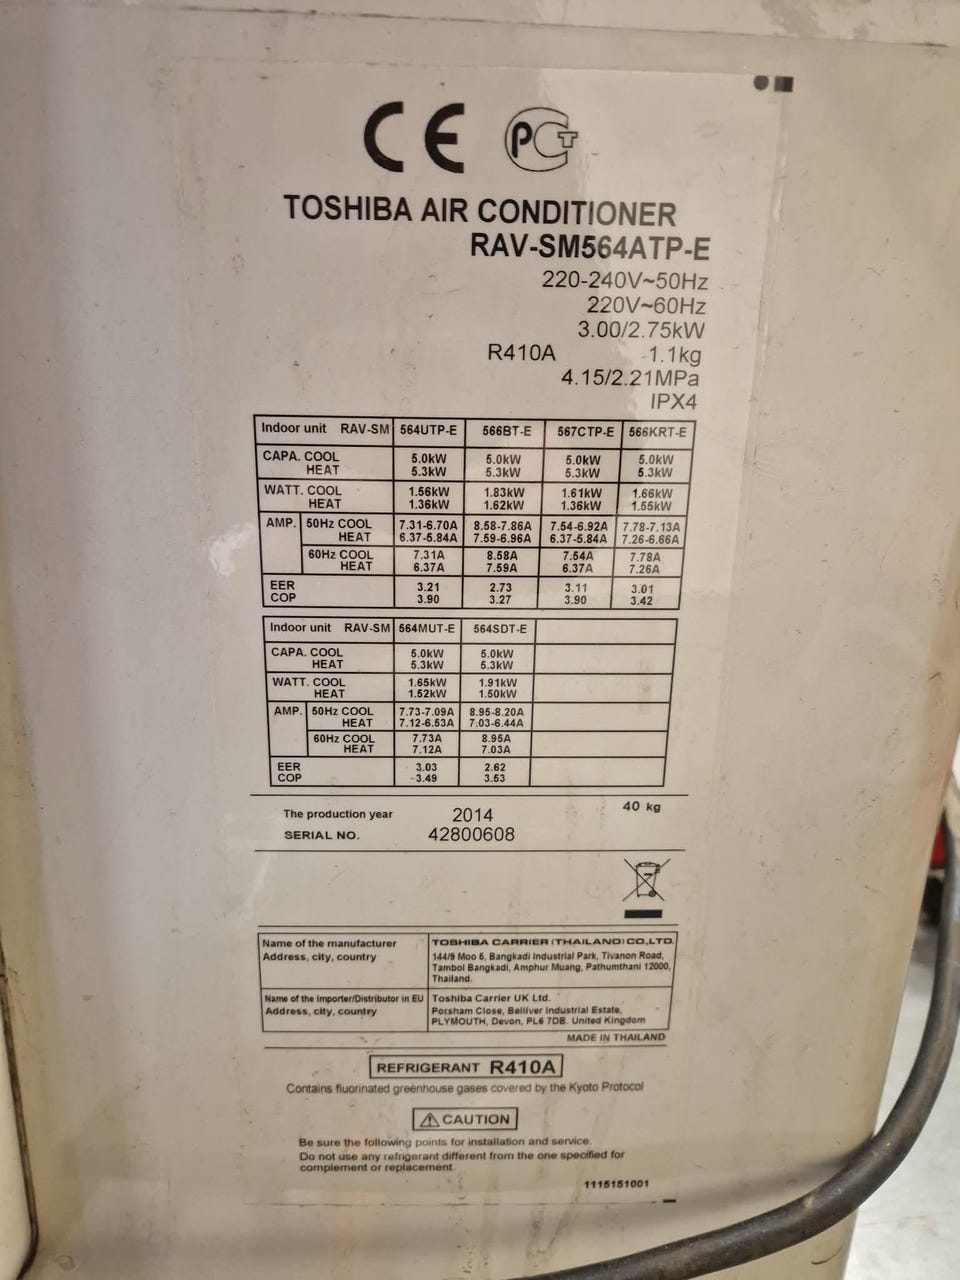 CE PCT
TOSHIBA AIR CONDITIONER
RAV-SM564ATP-E
220-240V~50Hz
220V~60Hz
3.00/2.75kW
R410A 1.1kg
4.15/2.21MPa
IPX4
Indoor unit RAV-SM 564UTP-E 566BT-E 567CTP-E 566KRT-E
CAPA. COOL 5.0kW 5.0kW 5.0kW 5.0kW
HEAT 5.3kW 5.3kW 5.3kW 5.3kW
WATT. COOL 1.56kW 1.83kW 1.61kW 1.66kW
HEAT 1.36kW 1.62kW 1.36kW 1.55kW
AMP. 50Hz COOL 7.31-6.70A 8.58-7.86A 7.54-6.92A 7.78-7.13A
HEAT 6.37-5.84A 7.59-6.96A 6.37-5.84A 7.26-6.66A
60Hz COOL 7.31A 8.58A 7.54A 7.78A
HEAT 6.37A 7.59A 6.37A 7.26A
EER 3.21 2.73 3.11 3.01
COP 3.90 3.27 3.90 3.42
Indoor unit RAV-SM 564MUT-E 564SDT-E
CAPA. COOL 5.0kW 5.0kW
HEAT 5.3kW 5.3kW
WATT. COOL 1.65kW 1.91kW
HEAT 1.52kW 1.50kW
AMP. 50Hz COOL 7.73-7.09A 8.95-8.20A
HEAT 7.12-6.53A 7.03-6.44A
60Hz COOL 7.73A 8.95A
HEAT 7.12A 7.03A
EER 3.03 2.62
COP 3.49 3.53
The production year 2014 40 kg
SERIAL NO. 42800608
Name of the manufacturer TOSHIBA CARRIER (THAILAND) CO.,LTD.
Address, city, country 144/9 Moo 6, Bangkadi Industrial Park, Tivanon Road,
Tambol Bangkadi, Amphur Muang, Pathumthani 12000,
Thailand.
Name of the Importer/Distributor in EU Toshiba Carrier UK Ltd.
Address, city, country Porsham Close, Belliver Industrial Estate,
PLYMOUTH, Devon, PL6 7DB. United Kingdom
MADE IN THAILAND
REFRIGERANT R410A
Contains fluorinated greenhouse gases covered by the Kyoto Protocol
CAUTION
Be sure the following points for installation and service.
Do not use any refrigerant different from the one specified for
complement or replacement.
1115151001